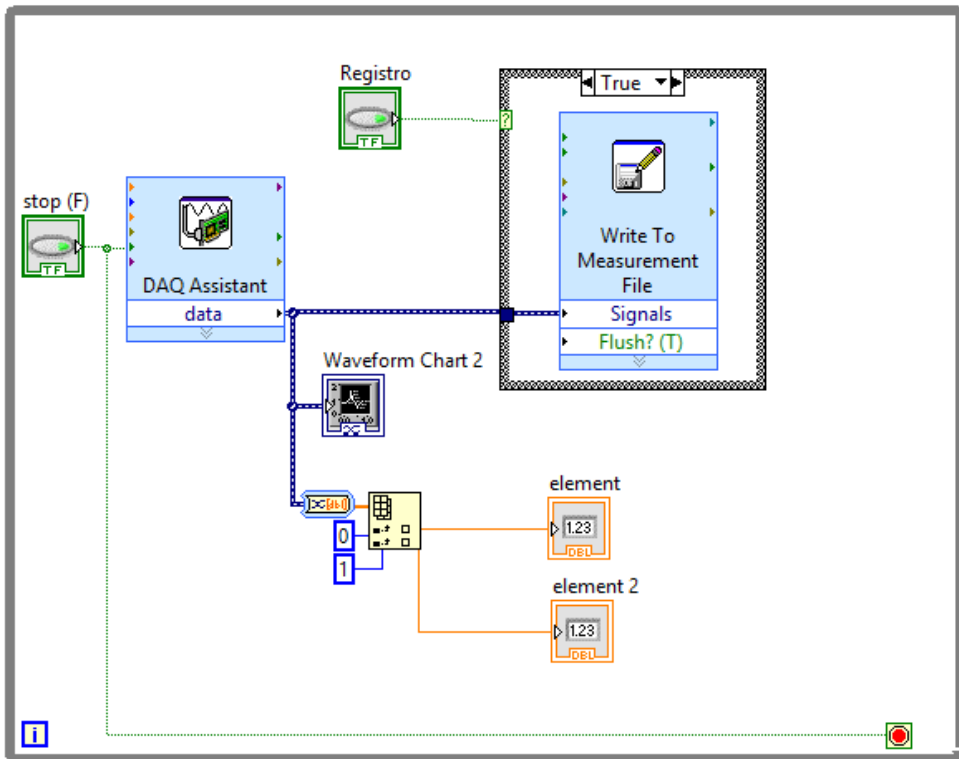 Registro
TF
True
?
stop (F)
TF
DAQ Assistant
data
Write To
Measurement
File
Signals
Flush? (T)
Waveform Chart 2
element
0
1
1.23
DBL
element 2
1.23
DBL
i